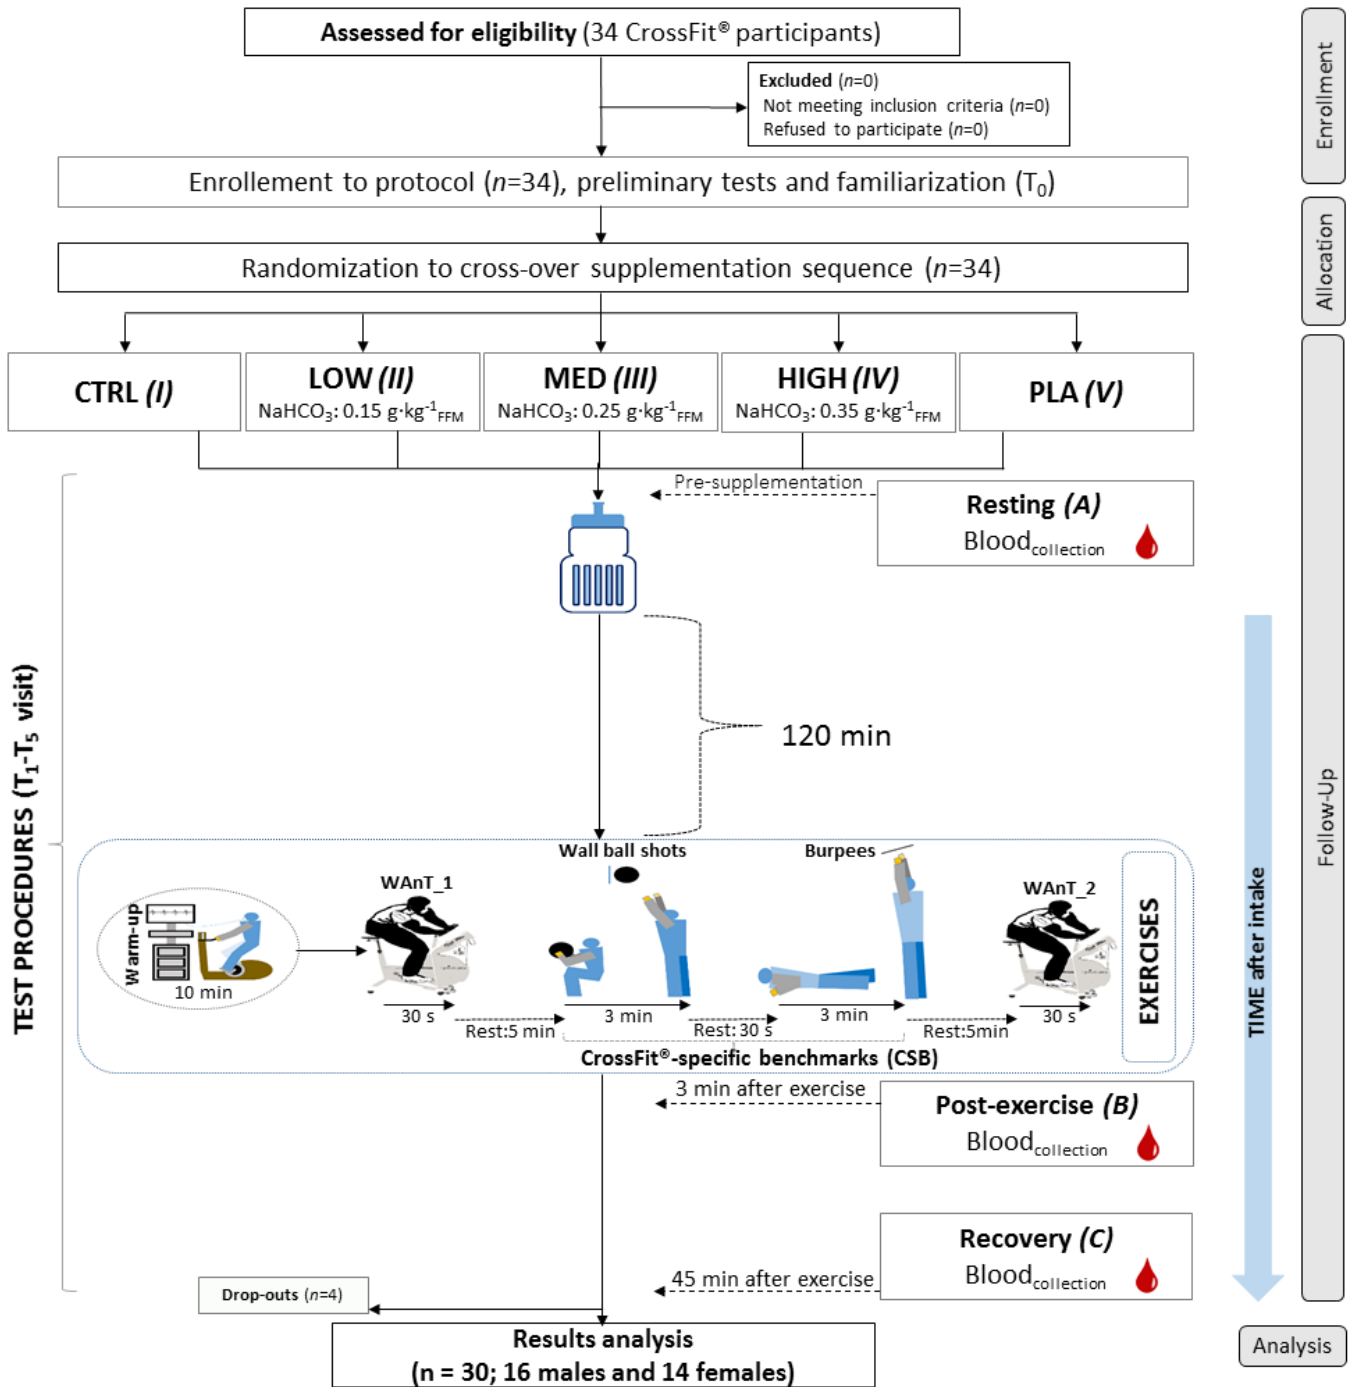 Assessed for eligibility (34 CrossFit® participants)
Excluded (n=0)
Not meeting inclusion criteria (n=0)
Refused to participate (n=0)
Enrollment
Enrollement to protocol (n=34), preliminary tests and familiarization (T₀)
Randomization to cross-over supplementation sequence (n=34)
Allocation
CTRL (I)
LOW (II)
NaHCO₃: 0.15 g·kg⁻¹FFM
MED (III)
NaHCO₃: 0.25 g·kg⁻¹FFM
HIGH (IV)
NaHCO₃: 0.35 g·kg⁻¹FFM
PLA (V)
Pre-supplementation
Resting (A)
Blood collection
120 min
TEST PROCEDURES (T₁-T₅ visit)
Follow-Up
TIME after intake
Wall ball shots
Burpees
WAnT_1
WAnT_2
Warm-up
10 min
EXERCISES
30 s
Rest:5 min
3 min
Rest: 30 s
3 min
Rest:5min
30 s
CrossFit®-specific benchmarks (CSB)
3 min after exercise
Post-exercise (B)
Blood collection
Recovery (C)
Blood collection
45 min after exercise
Drop-outs (n=4)
Results analysis
(n = 30; 16 males and 14 females)
Analysis